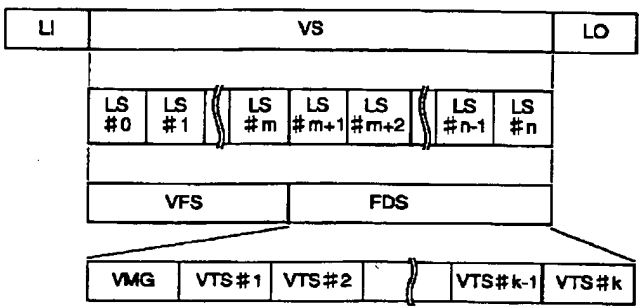 LI VS LO
LS LS LS LS LS LS LS
#0 #1 #m #m+1 #m+2 #n-1 #n
VFS FDS
VMG VTS#1 VTS#2 VTS#k-1 VTS#k